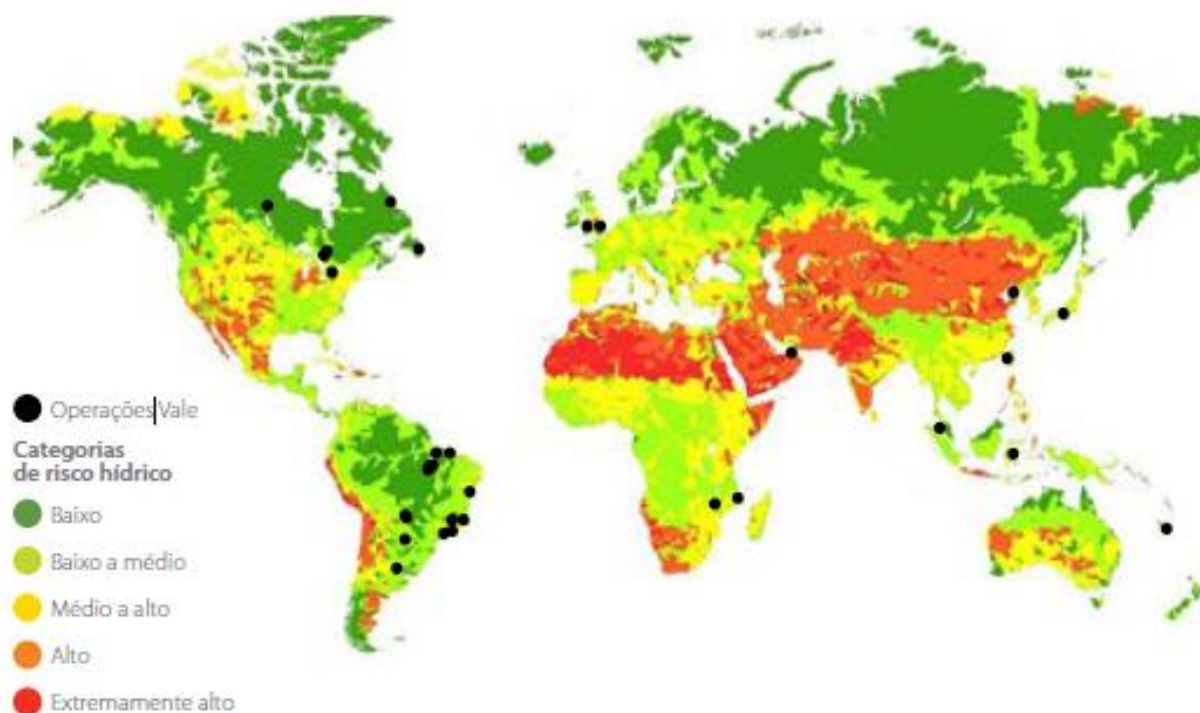 Operações Vale
Categorias
de risco hídrico
Baixo
Baixo a médio
Médio a alto
Alto
Extremamente alto